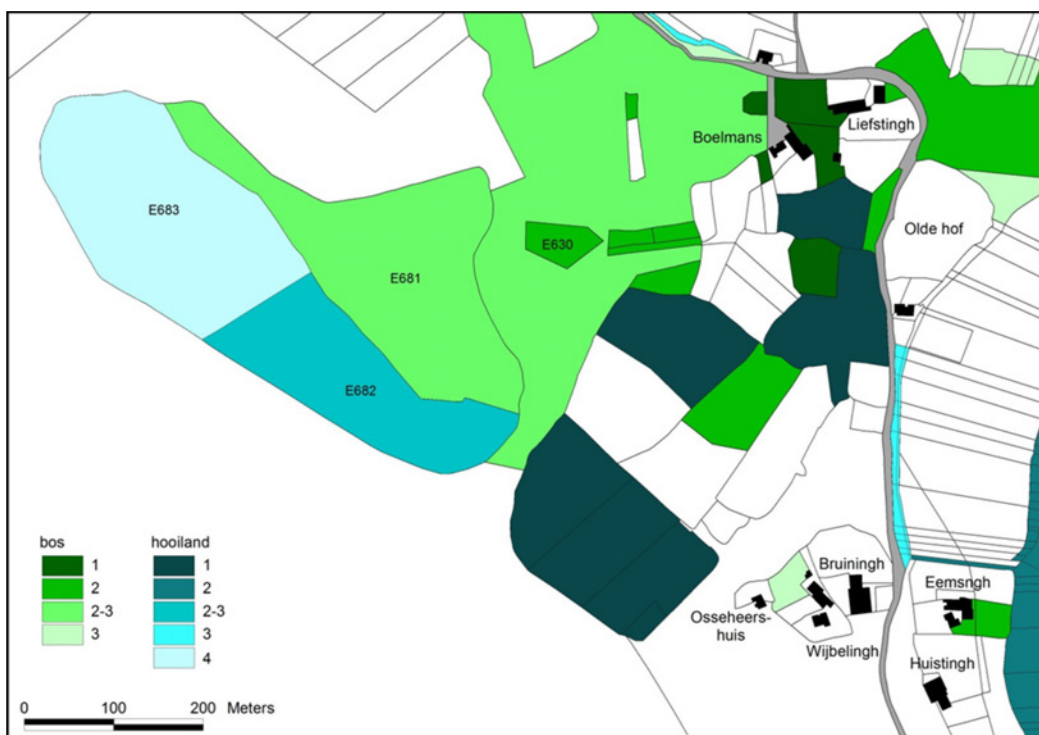 Boelmans
Liefstingh
E683
E630
Olde hof
E681
E682
bos
1
2
2-3
3
hooiland
1
2
2-3
3
4
Bruiningh
Eemsngh
Osseheers-
huis
Wijbelingh
Huistingh
0 100 200 Meters